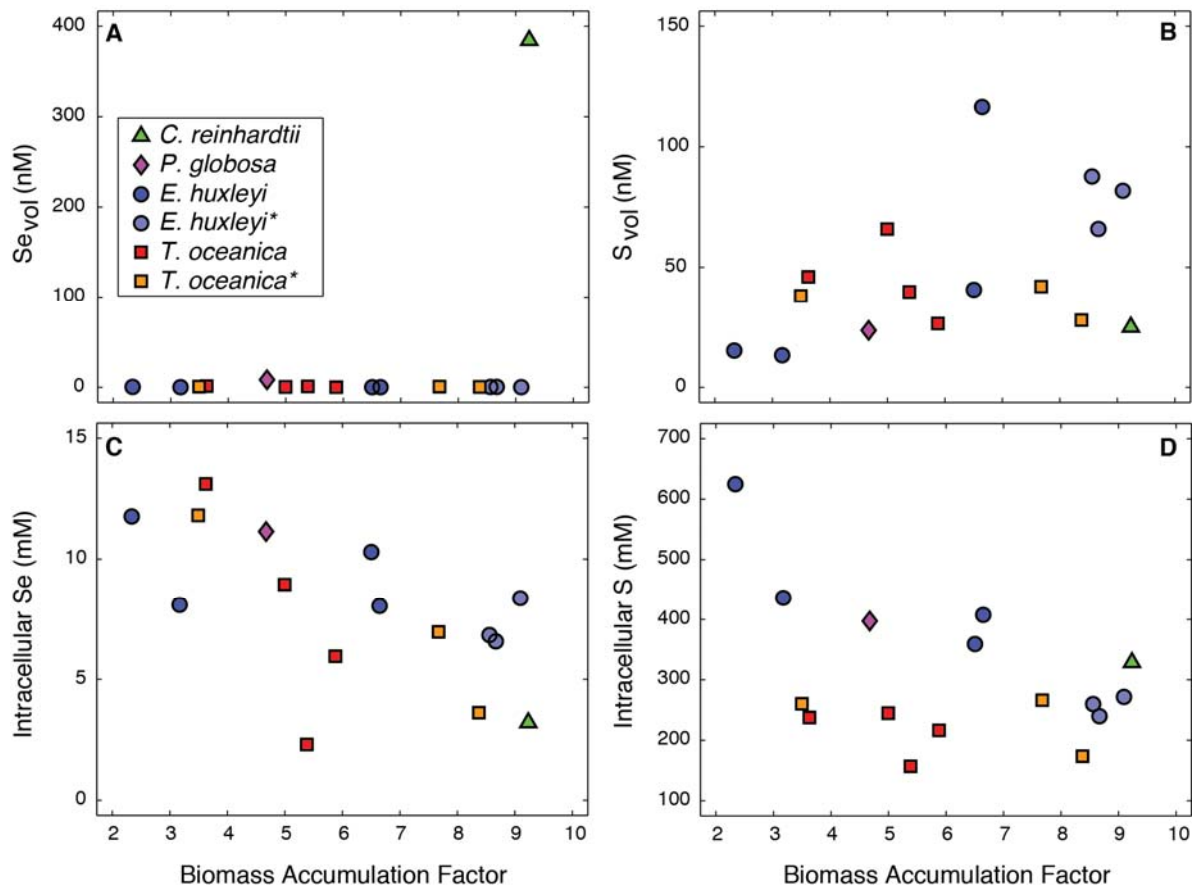 A
400
300
200
100
0
Se vol (nM)
C. reinhardtii
P. globosa
E. huxleyi
E. huxleyi*
T. oceanica
T. oceanica*
B
150
100
50
0
S vol (nM)
C
15
10
5
0
Intracellular Se (mM)
2 3 4 5 6 7 8 9 10
Biomass Accumulation Factor
D
700
600
500
400
300
200
100
Intracellular S (mM)
2 3 4 5 6 7 8 9 10
Biomass Accumulation Factor